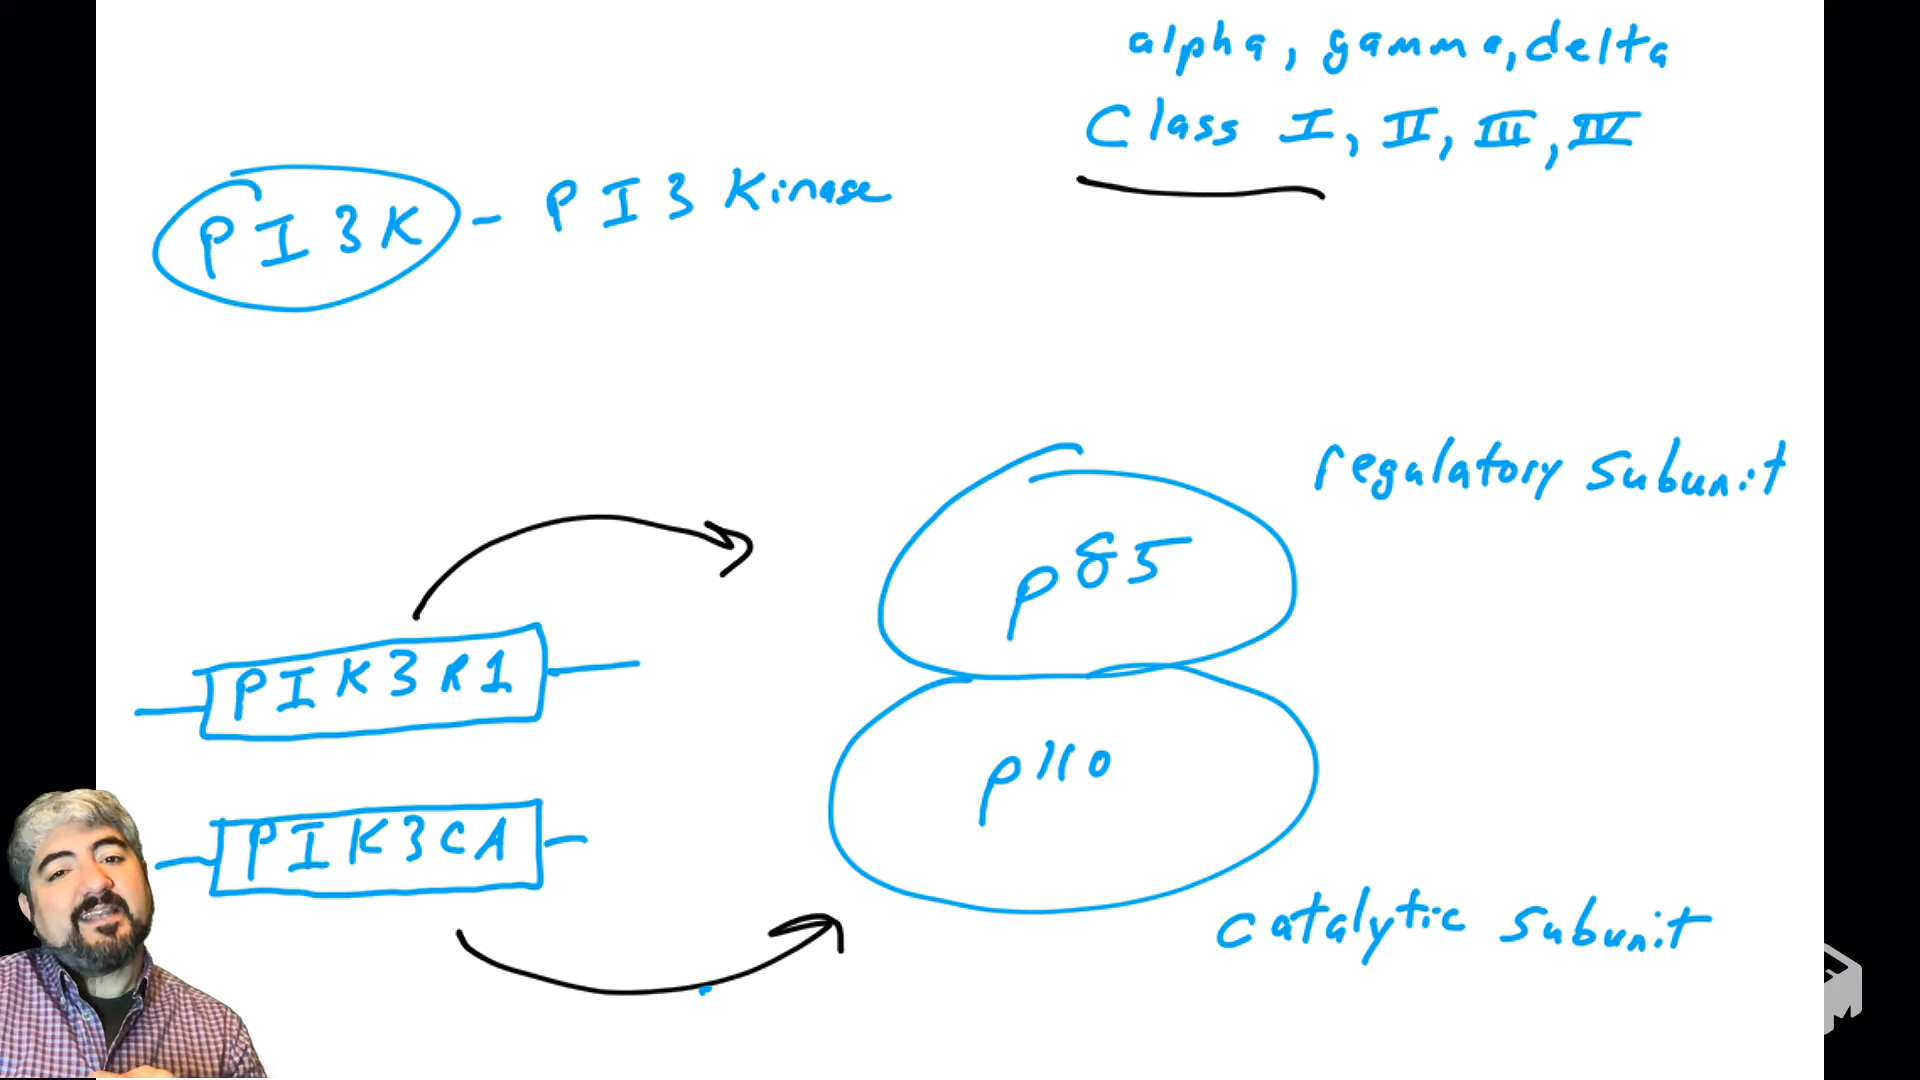 alpha, gamma, delta
Class I, II, III, IV
PI3K - PI3 Kinase
regulatory subunit
p85
PIK3R1
p110
PIK3CA
catalytic subunit